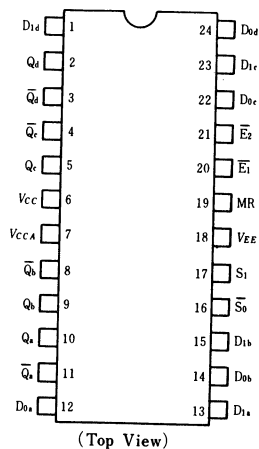 D1d 1 24 D0d
Qd 2 23 D1c
Q̅d 3 22 D0c
Q̅c 4 21 E̅2
Qc 5 20 E̅1
VCC 6 19 MR
VCCA 7 18 VEE
Q̅b 8 17 S1
Qb 9 16 S̅0
Qa 10 15 D1b
Q̅a 11 14 D0b
D0a 12 13 D1a
(Top View)